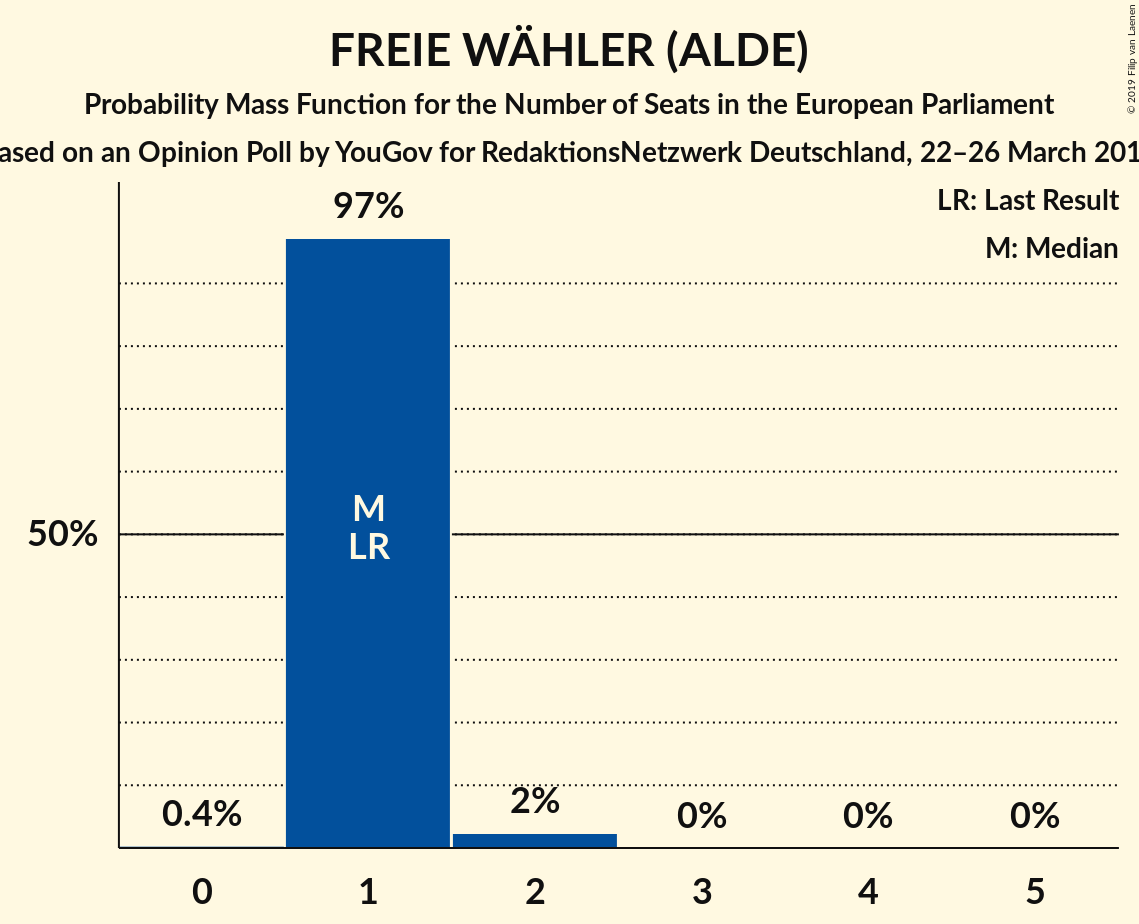 FREIE WÄHLER (ALDE)
Probability Mass Function for the Number of Seats in the European Parliament
ased on an Opinion Poll by YouGov for RedaktionsNetzwerk Deutschland, 22–26 March 201
© 2019 Filip van Laenen
LR: Last Result
M: Median
97%
50%
M
LR
0.4%
2%
0%
0%
0%
0 1 2 3 4 5